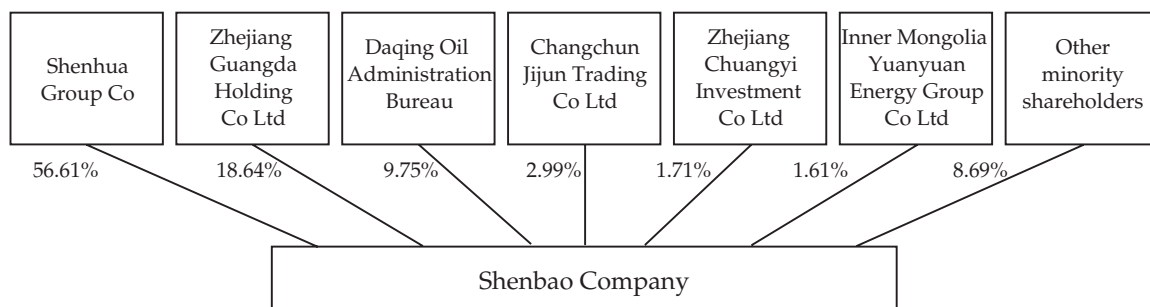 Shenhua
Group Co
Zhejiang
Guangda
Holding
Co Ltd
Daqing Oil
Administration
Bureau
Changchun
Jijun Trading
Co Ltd
Zhejiang
Chuangyi
Investment
Co Ltd
Inner Mongolia
Yuanyuan
Energy Group
Co Ltd
Other
minority
shareholders
56.61%
18.64%
9.75%
2.99%
1.71%
1.61%
8.69%
Shenbao Company